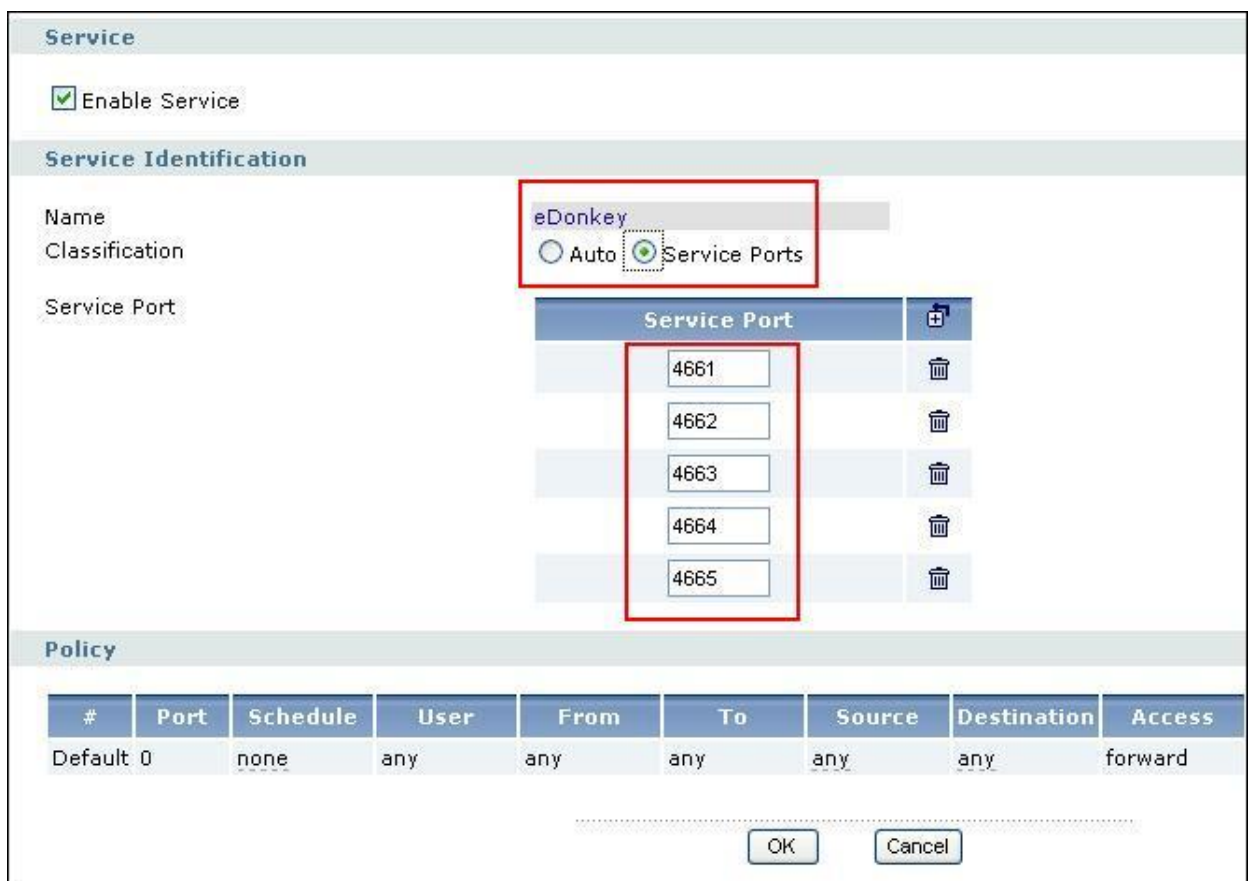 Service
Enable Service
Service Identification
Name eDonkey
Classification Auto Service Ports
Service Port
Service Port
4661
4662
4663
4664
4665
Policy
# Port Schedule User From To Source Destination Access
Default 0 none any any any any any forward
OK Cancel